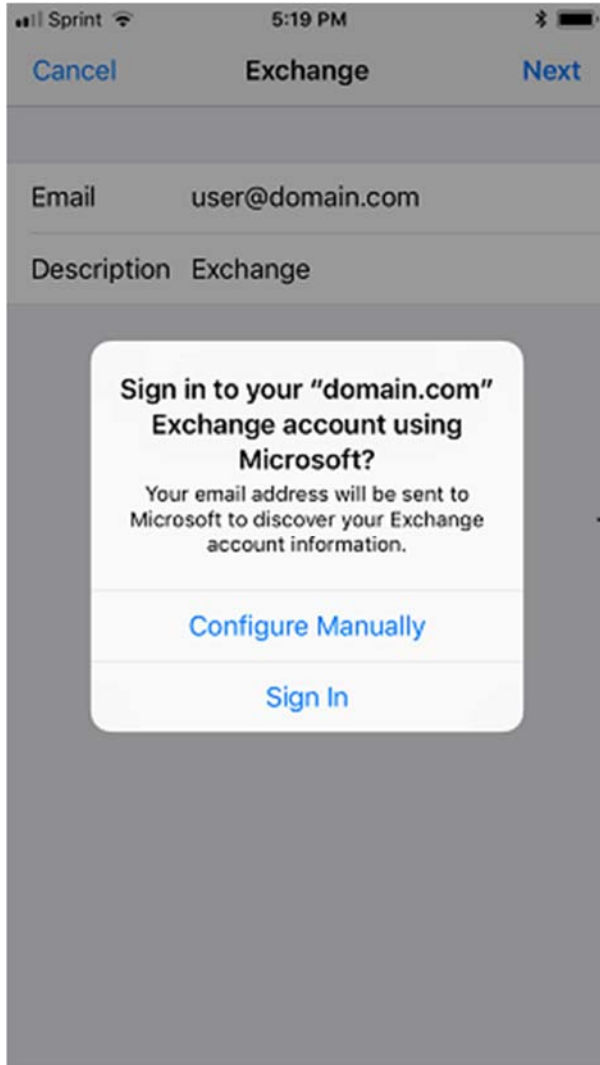 Sprint 5:19 PM
Cancel Exchange Next
Email user@domain.com
Description Exchange
Sign in to your "domain.com"
Exchange account using
Microsoft?
Your email address will be sent to
Microsoft to discover your Exchange
account information.
Configure Manually
Sign In